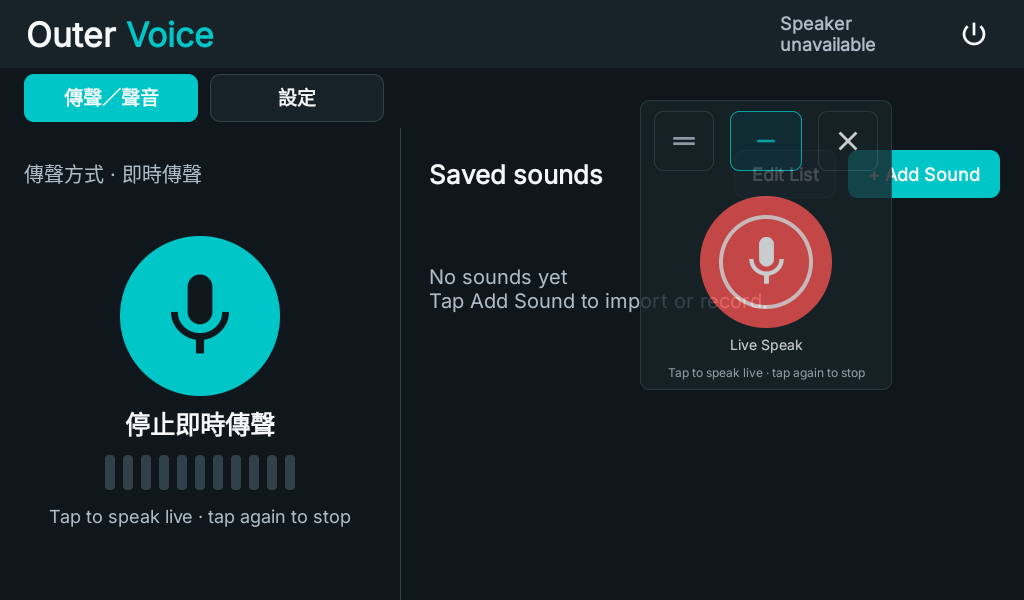 Outer Voice
Speaker
unavailable
傳聲／聲音
設定
傳聲方式 · 即時傳聲
Saved sounds
Edit List
+ Add Sound
No sounds yet
Tap Add Sound to import or record.
停止即時傳聲
Tap to speak live · tap again to stop
Live Speak
Tap to speak live · tap again to stop